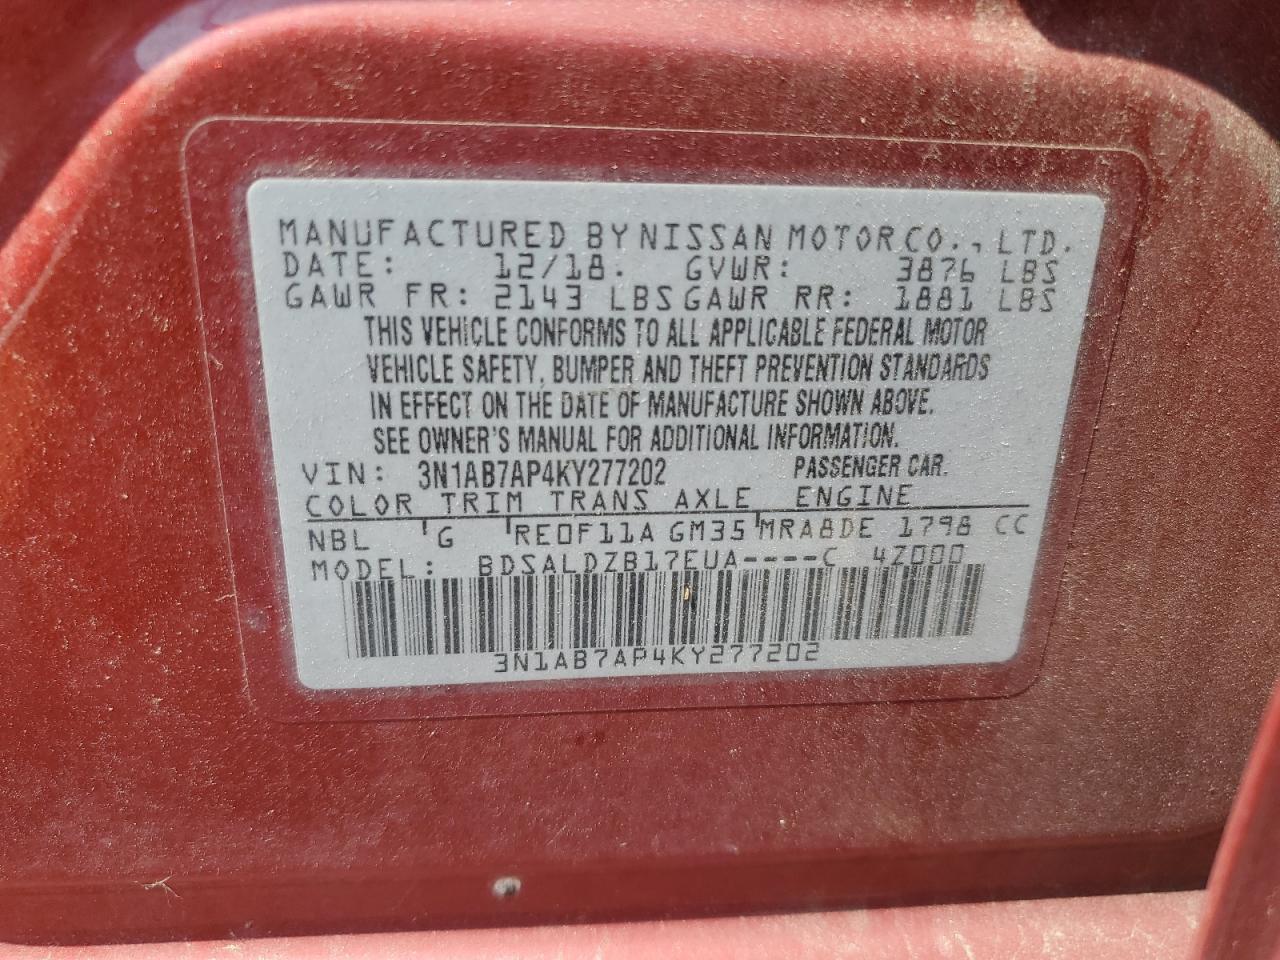 MANUFACTURED BY NISSAN MOTOR CO., LTD.
DATE: 12/18. GVWR: 3876 LBS
GAWR FR: 2143 LBS GAWR RR: 1881 LBS
THIS VEHICLE CONFORMS TO ALL APPLICABLE FEDERAL MOTOR
VEHICLE SAFETY, BUMPER AND THEFT PREVENTION STANDARDS
IN EFFECT ON THE DATE OF MANUFACTURE SHOWN ABOVE.
SEE OWNER'S MANUAL FOR ADDITIONAL INFORMATION.
VIN: 3N1AB7AP4KY277202 PASSENGER CAR.
COLOR TRIM TRANS AXLE ENGINE
NBL G RE0F11A GM35 MRA8DE 1798 CC
MODEL: BDSALDZB17EUA----C 4Z000
3N1AB7AP4KY277202